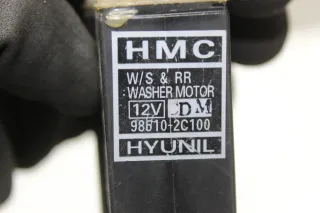 HMC
W/S & RR
WASHER MOTOR
12V DM
98510-2C100
HYUNIL